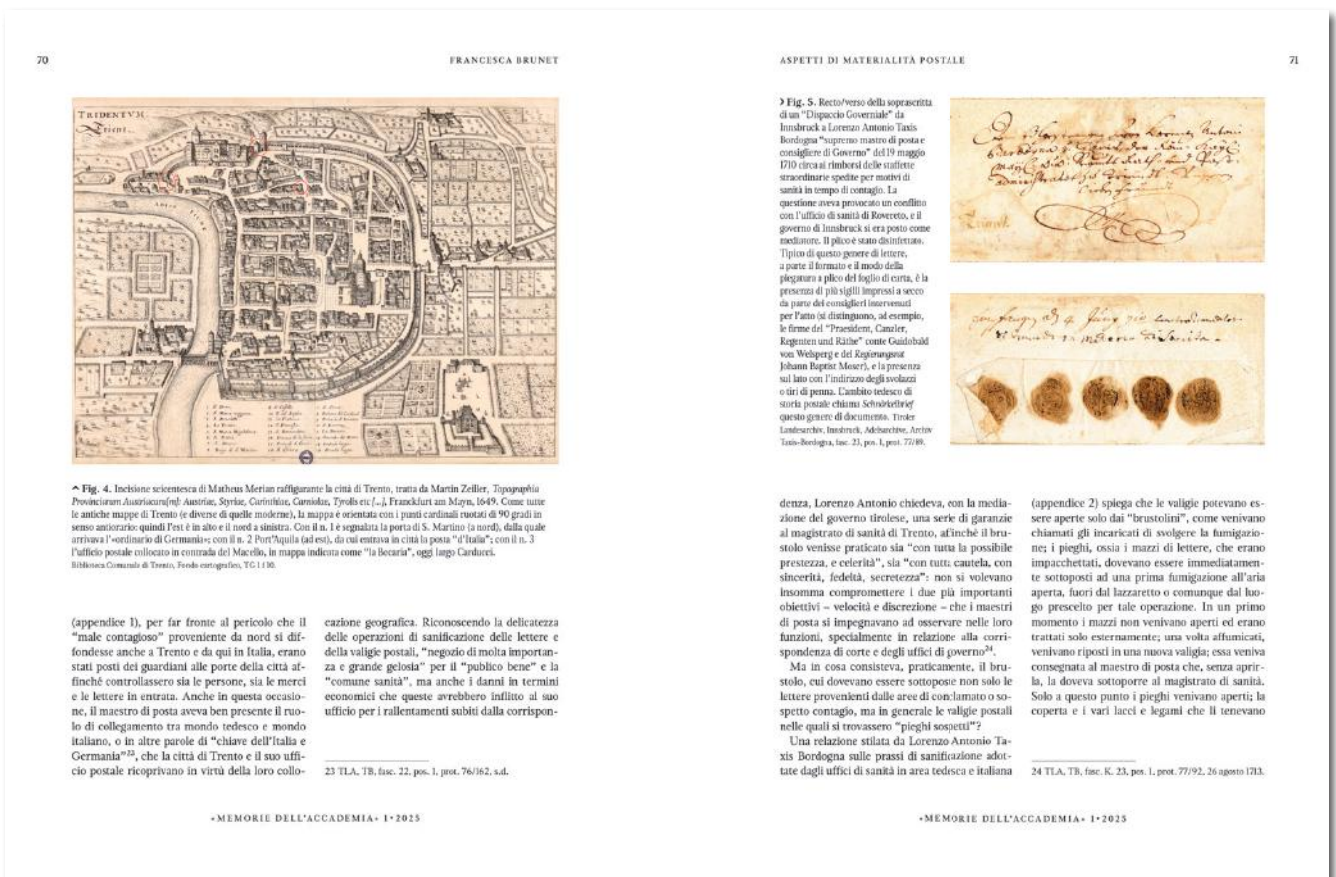 70
FRANCESCA BRUNET
TRIDENTVM
Trient.
^ Fig. 4. Incisione sceicentesca di Matheus Merian raffigurante la città di Trento, tratta da Martin Zeiller, Topographia
Provinciarum Austriacaru[m]: Austriae, Styriae, Carinthiae, Carniolae, Tyrolis etc [...], Franckfurt am Mayn, 1649. Come tutte
le antiche mappe di Trento (e diverse di quelle moderne), la mappa è orientata con i punti cardinali ruotati di 90 gradi in
senso antiorario: quindi l'est è in alto e il nord a sinistra. Con il n. 1 è segnalata la porta di S. Martino (a nord), dalla quale
arrivava l'«ordinario di Germania»; con il n. 2 Port'Aquila (ad est), da cui entrava in città la posta "d'Italia"; con il n. 3
l'ufficio postale collocato in contrada del Macello, in mappa indicata come "la Becaria", oggi largo Carducci.
Biblioteca Comunale di Trento, Fondo cartografico, TG 1 f 10.
(appendice 1), per far fronte al pericolo che il
"male contagioso" proveniente da nord si dif-
fondesse anche a Trento e da qui in Italia, erano
stati posti dei guardiani alle porte della città af-
finché controllassero sia le persone, sia le merci
e le lettere in entrata. Anche in questa occasio-
ne, il maestro di posta aveva ben presente il ruo-
lo di collegamento tra mondo tedesco e mondo
italiano, o in altre parole di "chiave dell'Italia e
Germania"23, che la città di Trento e il suo uffi-
cio postale ricoprivano in virtù della loro collo-
cazione geografica. Riconoscendo la delicatezza
delle operazioni di sanificazione delle lettere e
della valigie postali, "negozio di molta importan-
za e grande gelosia" per il "publico bene" e la
"comune sanità", ma anche i danni in termini
economici che queste avrebbero inflitto al suo
ufficio per i rallentamenti subiti dalla corrispon-
23 TLA, TB, fasc. 22, pos. 1, prot. 76/162, s.d.
«MEMORIE DELL'ACCADEMIA» 1•2025
ASPETTI DI MATERIALITÀ POSTALE
71
› Fig. 5. Recto/verso della soprascritta
di un "Dispaccio Governiale" da
Innsbruck a Lorenzo Antonio Taxis
Bordogna "supremo mastro di posta e
consigliere di Governo" del 19 maggio
1710 circa ai rimborsi delle staffette
straordinarie spedite per motivi di
sanità in tempo di contagio. La
questione aveva provocato un conflitto
con l'ufficio di sanità di Rovereto, e il
governo di Innsbruck si era posto come
mediatore. Il plico è stato disinfettato.
Tipico di questo genere di lettere,
a parte il formato e il modo della
piegatura a plico del foglio di carta, è la
presenza di più sigilli impressi a secco
da parte dei consiglieri intervenuti
per l'atto (si distinguono, ad esempio,
le firme del "Praesident, Canzler,
Regenten und Räthe" conte Guidobald
von Welsperg e del Regierungsrat
Johann Baptist Moser), e la presenza
sul lato con l'indirizzo degli svolazzi
o tiri di penna. L'ambito tedesco di
storia postale chiama Schnörkelbrief
questo genere di documento. Tiroler
Landesarchiv, Innsbruck, Adelsarchive, Archiv
Taxis-Bordogna, fasc. 23, pos. 1, prot. 77/89.
denza, Lorenzo Antonio chiedeva, con la media-
zione del governo tirolese, una serie di garanzie
al magistrato di sanità di Trento, affinché il bru-
stolo venisse praticato sia "con tutta la possibile
prestezza, e celerità", sia "con tutta cautela, con
sincerità, fedeltà, secretezza": non si volevano
insomma compromettere i due più importanti
obiettivi – velocità e discrezione – che i maestri
di posta si impegnavano ad osservare nelle loro
funzioni, specialmente in relazione alla corri-
spondenza di corte e degli uffici di governo24.
Ma in cosa consisteva, praticamente, il bru-
stolo, cui dovevano essere sottoposte non solo le
lettere provenienti dalle aree di conclamato o so-
spetto contagio, ma in generale le valigie postali
nelle quali si trovassero "pieghi sospetti"?
Una relazione stilata da Lorenzo Antonio Ta-
xis Bordogna sulle prassi di sanificazione adot-
tate dagli uffici di sanità in area tedesca e italiana
(appendice 2) spiega che le valigie potevano es-
sere aperte solo dai "brustolini", come venivano
chiamati gli incaricati di svolgere la fumigazio-
ne; i pieghi, ossia i mazzi di lettere, che erano
impacchettati, dovevano essere immediatamen-
te sottoposti ad una prima fumigazione all'aria
aperta, fuori dal lazzaretto o comunque dal luo-
go prescelto per tale operazione. In un primo
momento i mazzi non venivano aperti ed erano
trattati solo esternamente; una volta affumicati,
venivano riposti in una nuova valigia; essa veniva
consegnata al maestro di posta che, senza aprir-
la, la doveva sottoporre al magistrato di sanità.
Solo a questo punto i pieghi venivano aperti; la
coperta e i vari lacci e legami che li tenevano
24 TLA, TB, fasc. K. 23, pos. 1, prot. 77/92, 26 agosto 1713.
«MEMORIE DELL'ACCADEMIA» 1•2025